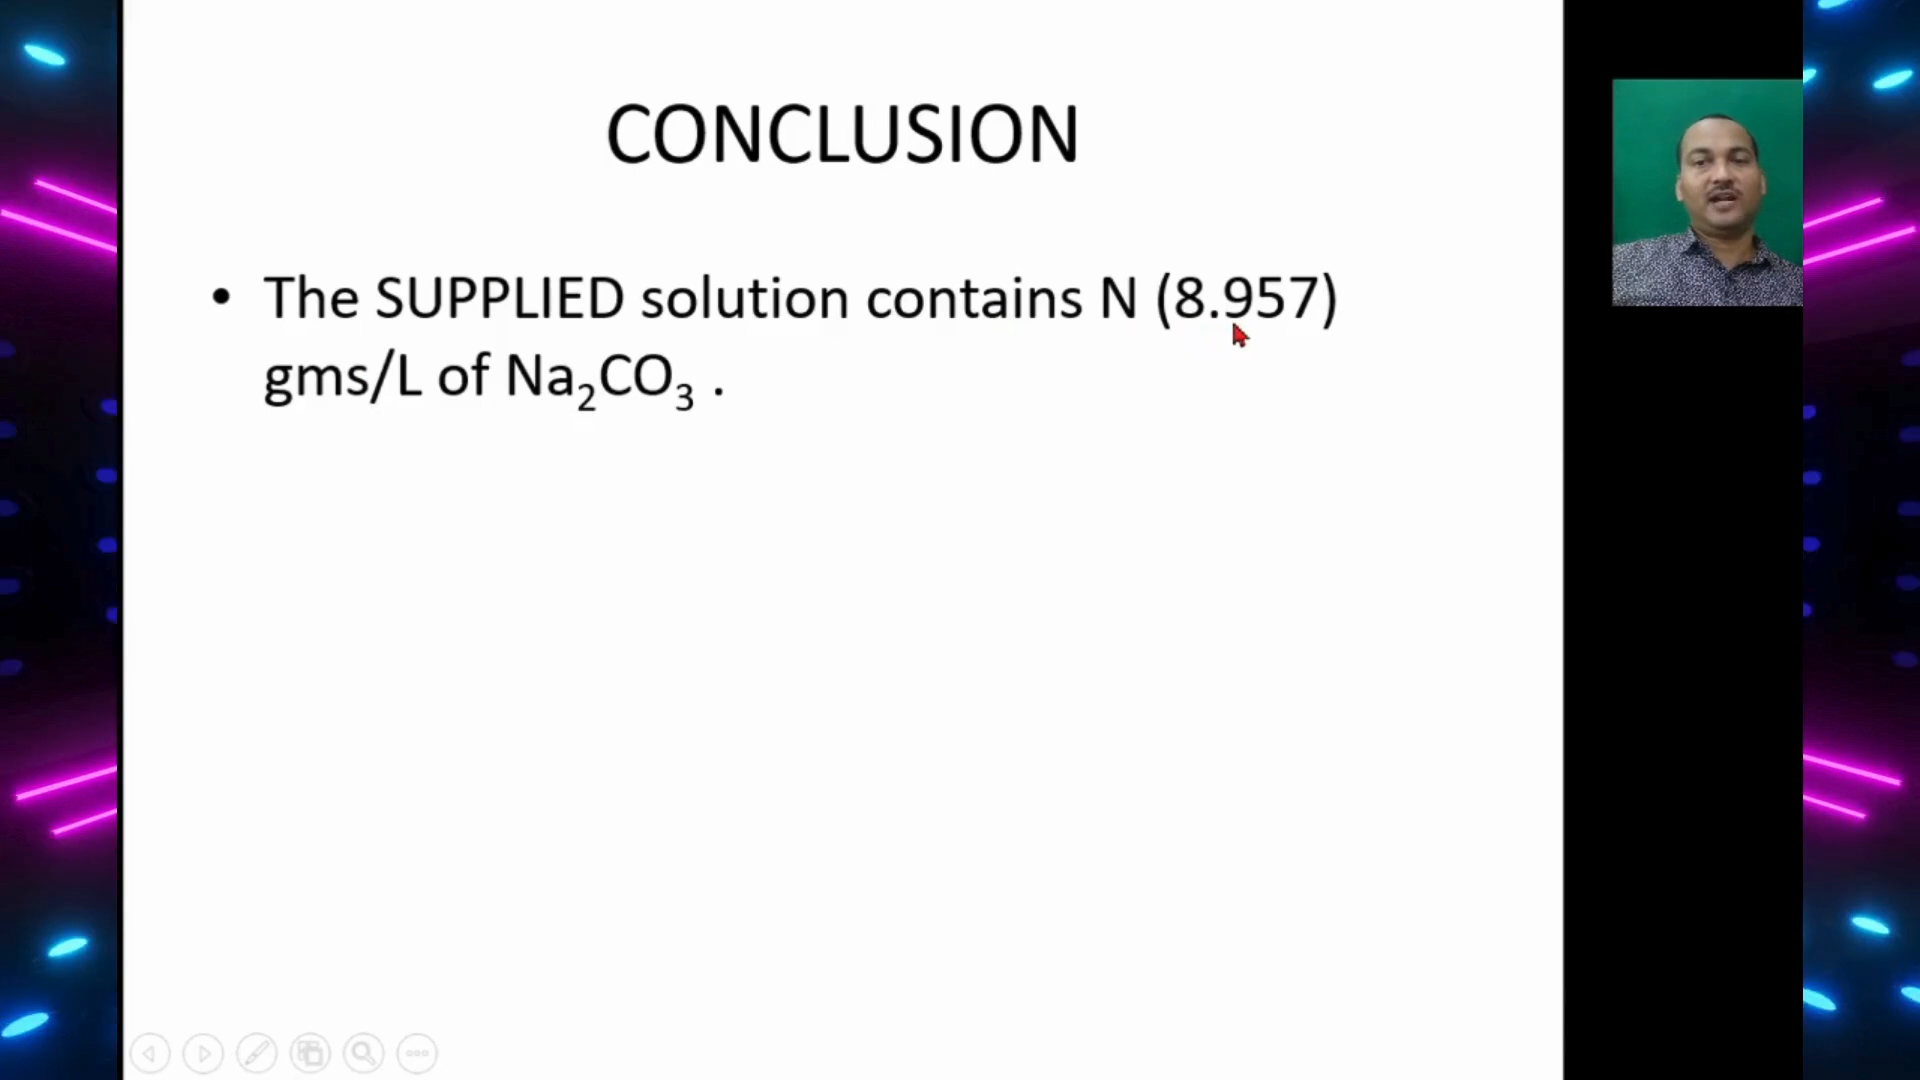 CONCLUSION
• The SUPPLIED solution contains N (8.957)
gms/L of Na₂CO₃ .